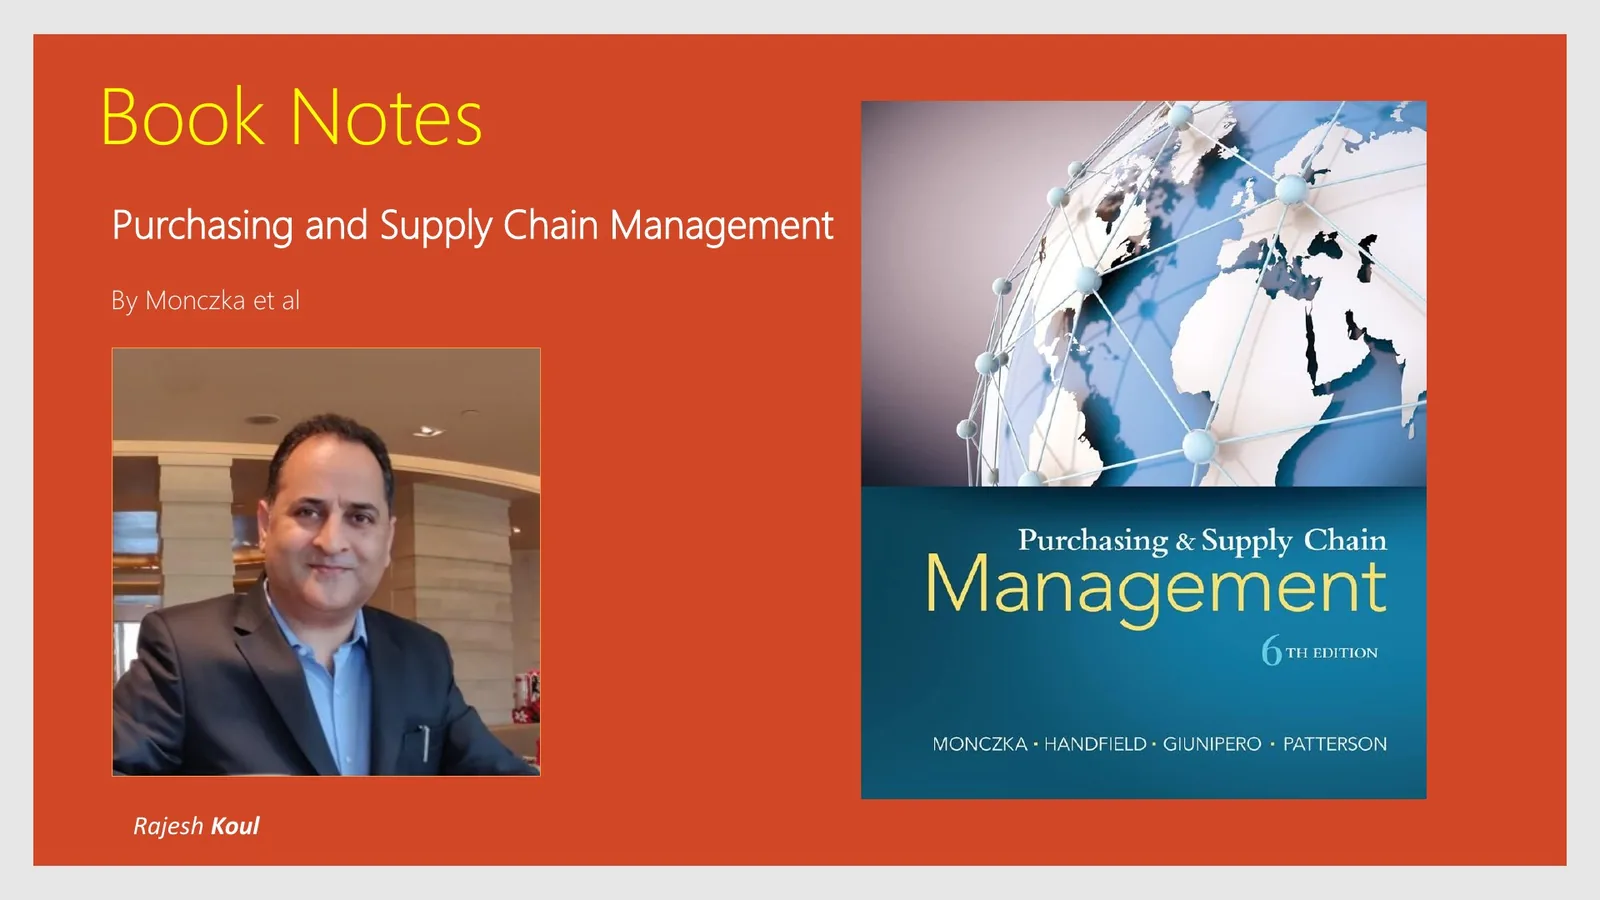 Book Notes
Purchasing and Supply Chain Management
By Monczka et al
Rajesh Koul
Purchasing & Supply Chain
Management
6TH EDITION
MONCZKA • HANDFIELD • GIUNIPERO • PATTERSON